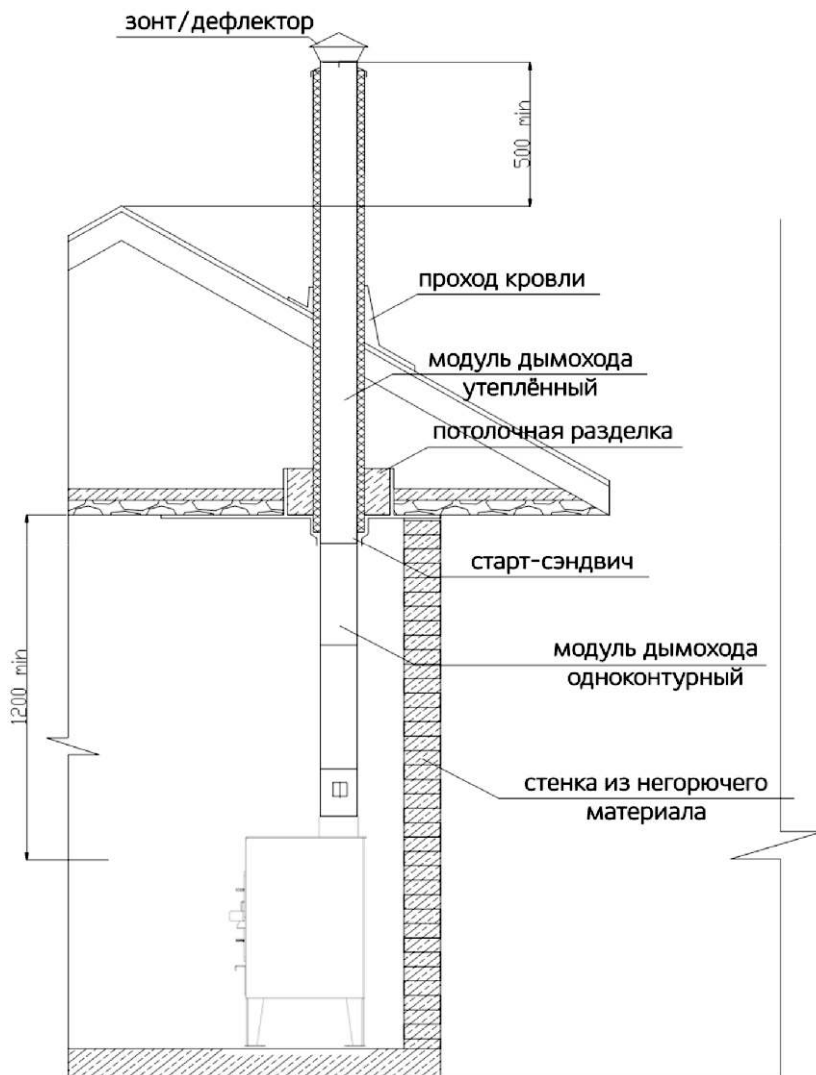 зонт/дефлектор
500 min
проход кровли
модуль дымохода
утеплённый
потолочная разделка
старт-сэндвич
модуль дымохода
одноконтурный
1200 min
стенка из негорючего
материала